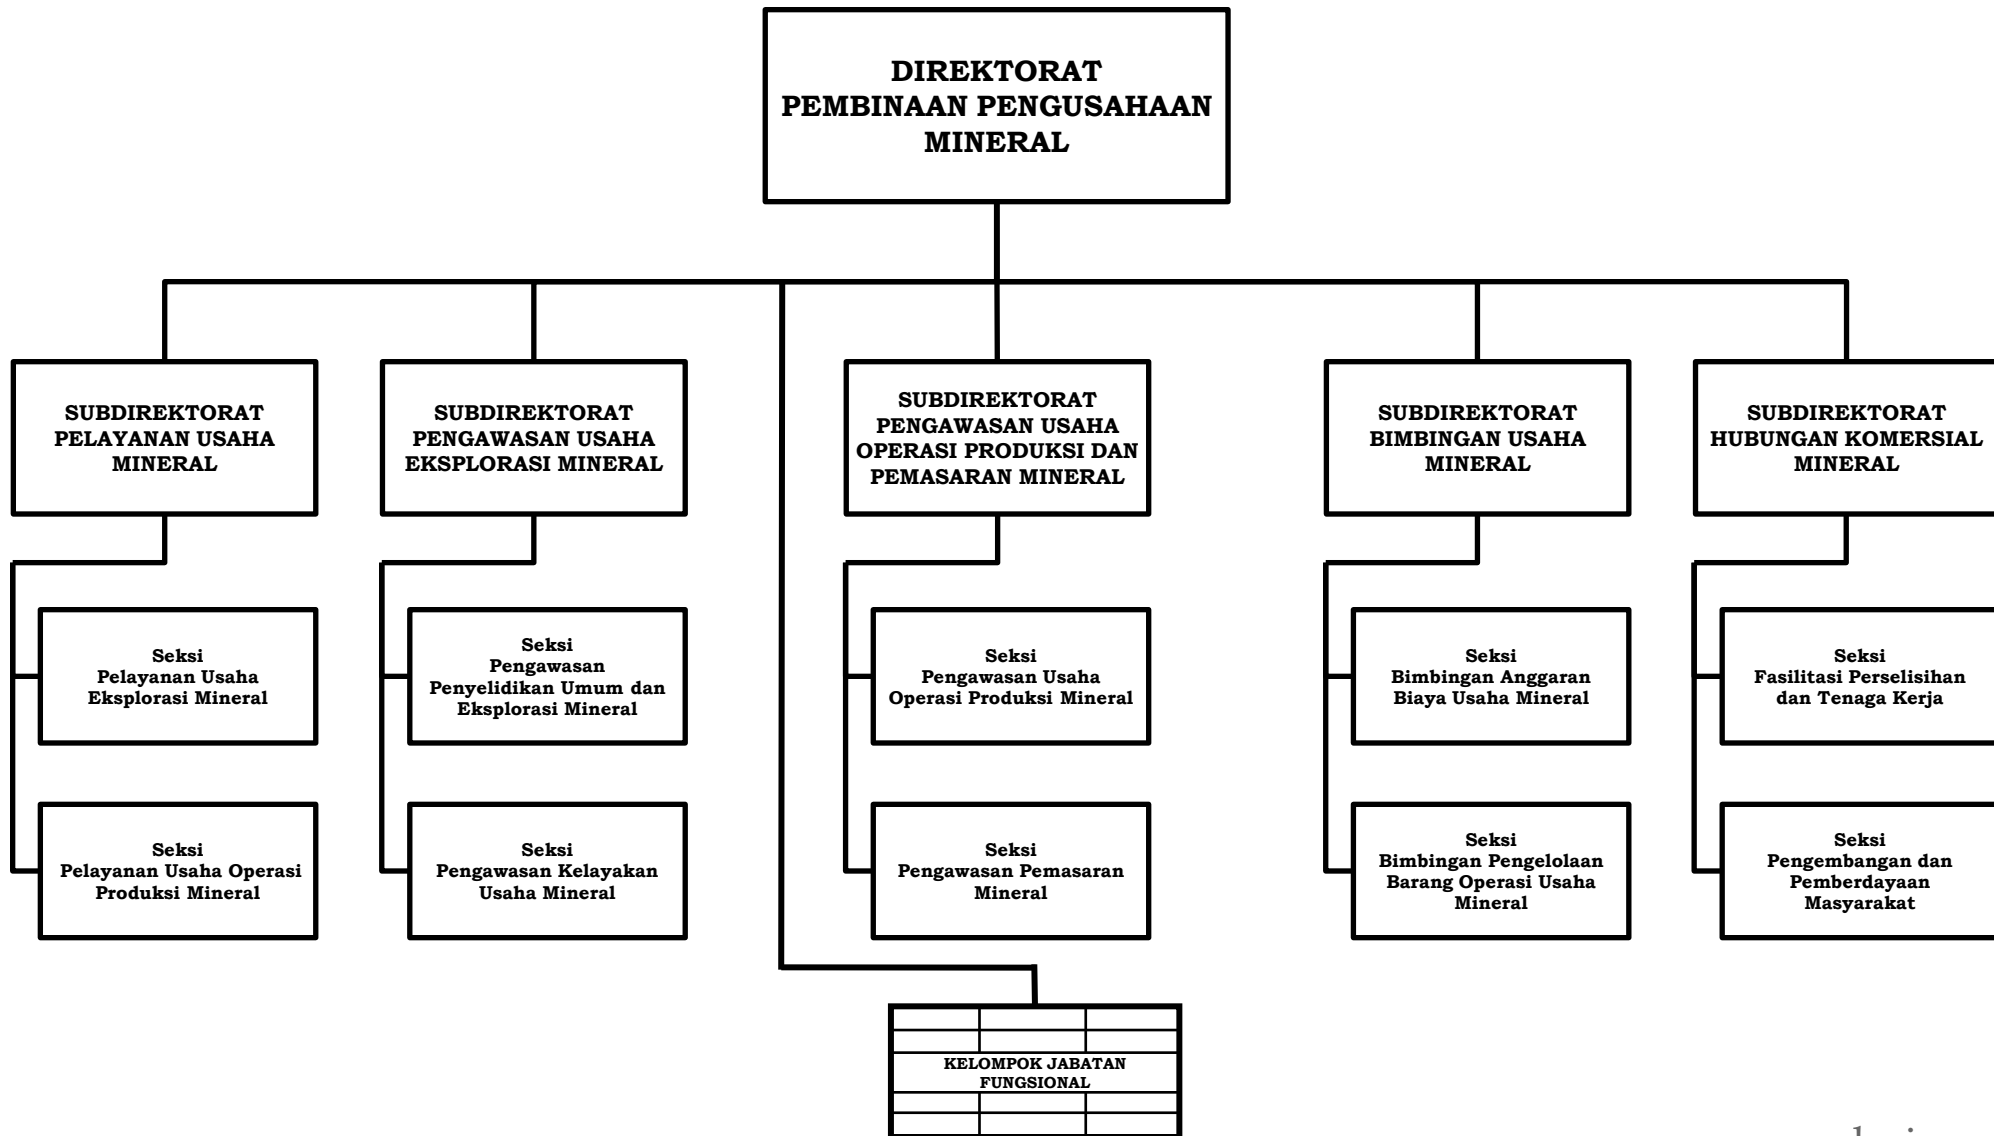 DIREKTORAT
PEMBINAAN PENGUSAHAAN
MINERAL
SUBDIREKTORAT
PELAYANAN USAHA
MINERAL
SUBDIREKTORAT
PENGAWASAN USAHA
EKSPLORASI MINERAL
SUBDIREKTORAT
PENGAWASAN USAHA
OPERASI PRODUKSI DAN
PEMASARAN MINERAL
SUBDIREKTORAT
BIMBINGAN USAHA
MINERAL
SUBDIREKTORAT
HUBUNGAN KOMERSIAL
MINERAL
Seksi
Pelayanan Usaha
Eksplorasi Mineral
Seksi
Pengawasan
Penyelidikan Umum dan
Eksplorasi Mineral
Seksi
Pengawasan Usaha
Operasi Produksi Mineral
Seksi
Bimbingan Anggaran
Biaya Usaha Mineral
Seksi
Fasilitasi Perselisihan
dan Tenaga Kerja
Seksi
Pelayanan Usaha Operasi
Produksi Mineral
Seksi
Pengawasan Kelayakan
Usaha Mineral
Seksi
Pengawasan Pemasaran
Mineral
Seksi
Bimbingan Pengelolaan
Barang Operasi Usaha
Mineral
Seksi
Pengembangan dan
Pemberdayaan
Masyarakat
KELOMPOK JABATAN
FUNGSIONAL